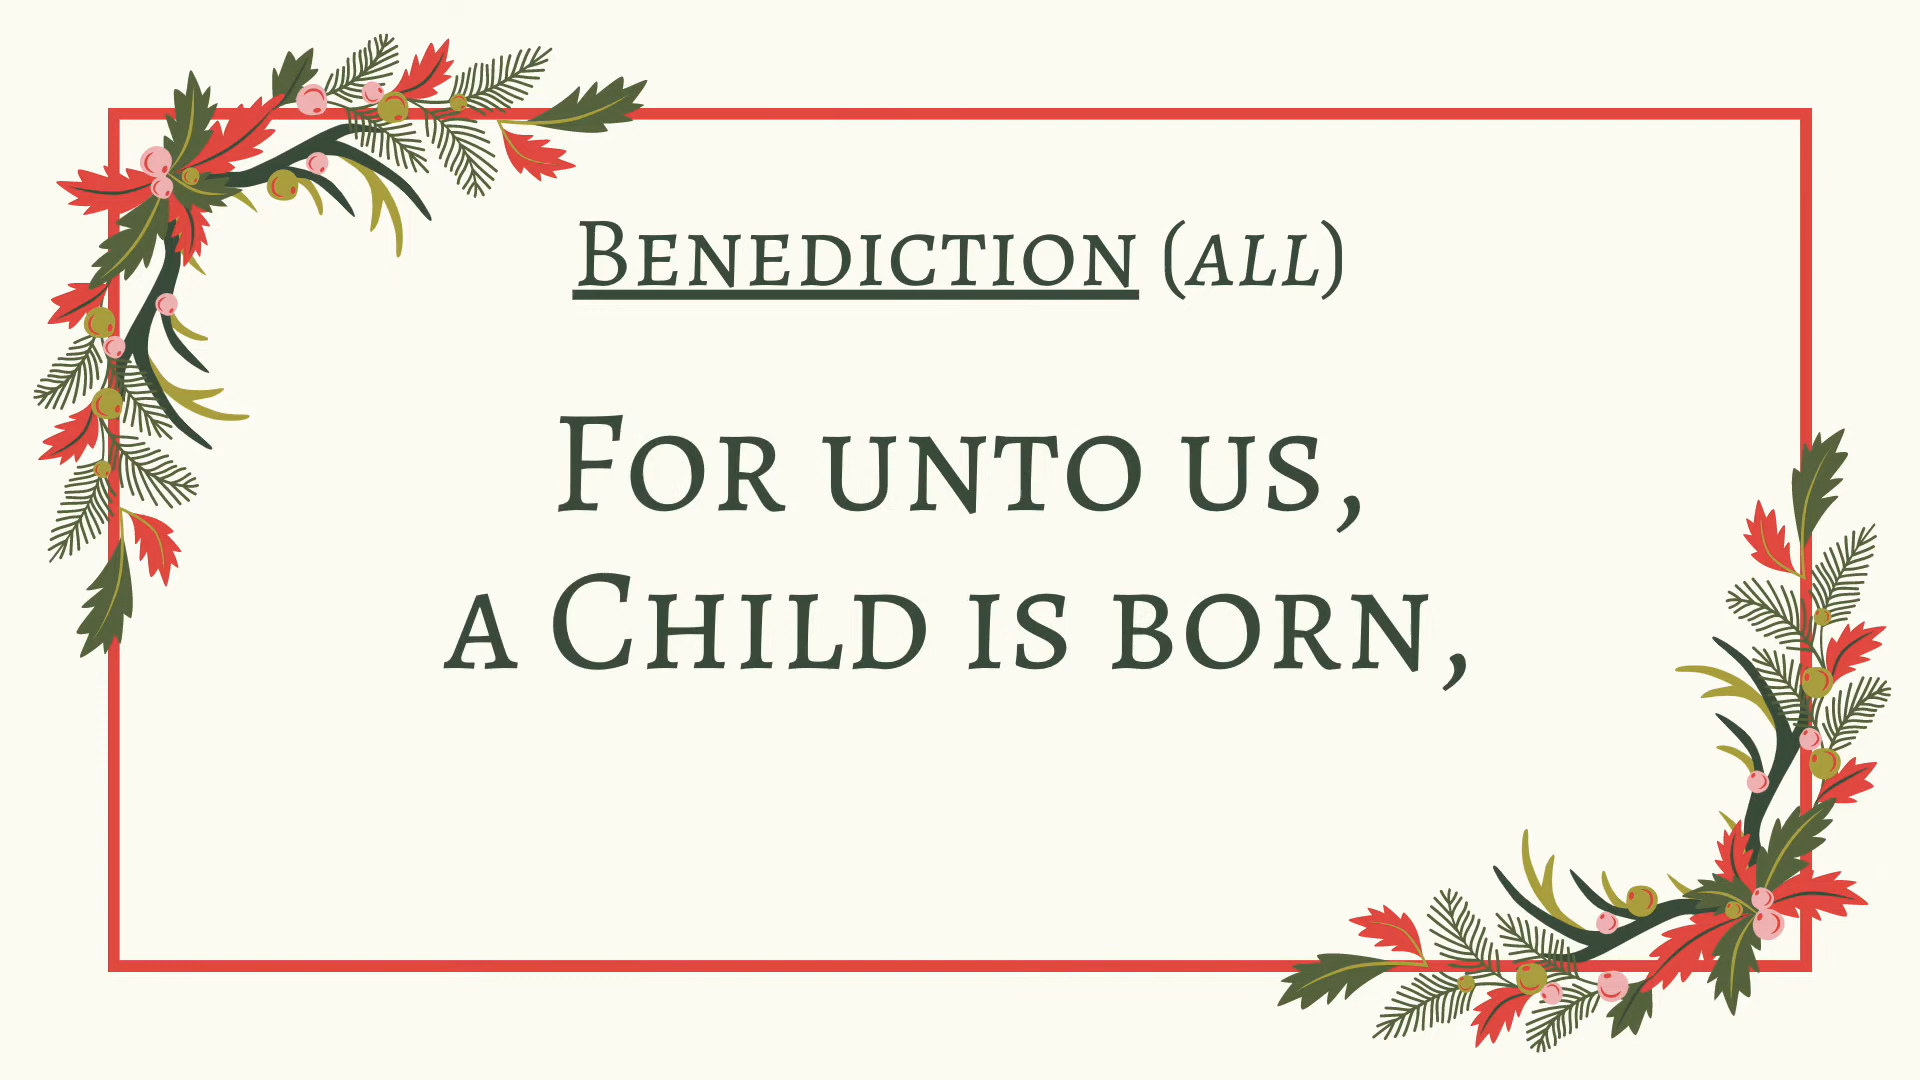 Benediction (all)
For unto us,
a Child is born,